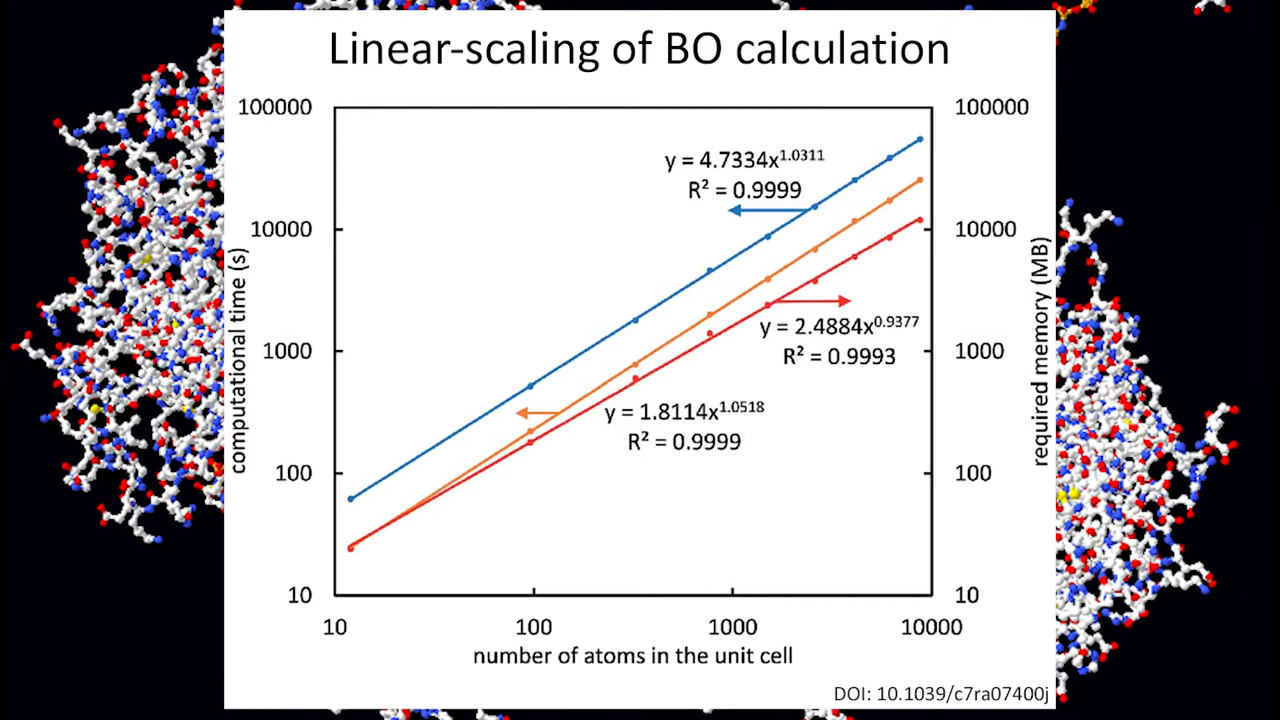 Linear-scaling of BO calculation
100000
100000
y = 4.7334x^1.0311
R² = 0.9999
10000
10000
computational time (s)
required memory (MB)
y = 2.4884x^0.9377
R² = 0.9993
1000
1000
y = 1.8114x^1.0518
R² = 0.9999
100
100
10
10
10 100 1000 10000
number of atoms in the unit cell
DOI: 10.1039/c7ra07400j